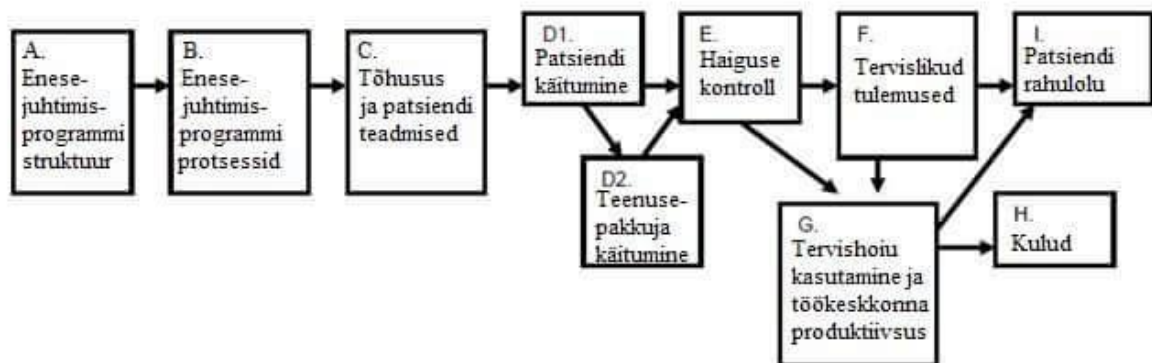 A.
Enese-
juhtimis-
programmi
struktuur
B.
Enese-
juhtimis-
programmi
protsessid
C.
Tõhusus
ja patsiendi
teadmised
D1.
Patsiendi
käitumine
D2.
Teenuse-
pakkuja
käitumine
E.
Haiguse
kontroll
F.
Tervislikud
tulemused
G.
Tervishoiu
kasutamine ja
töökeskkonna
produktiivsus
H.
Kulud
I.
Patsiendi
rahulolu